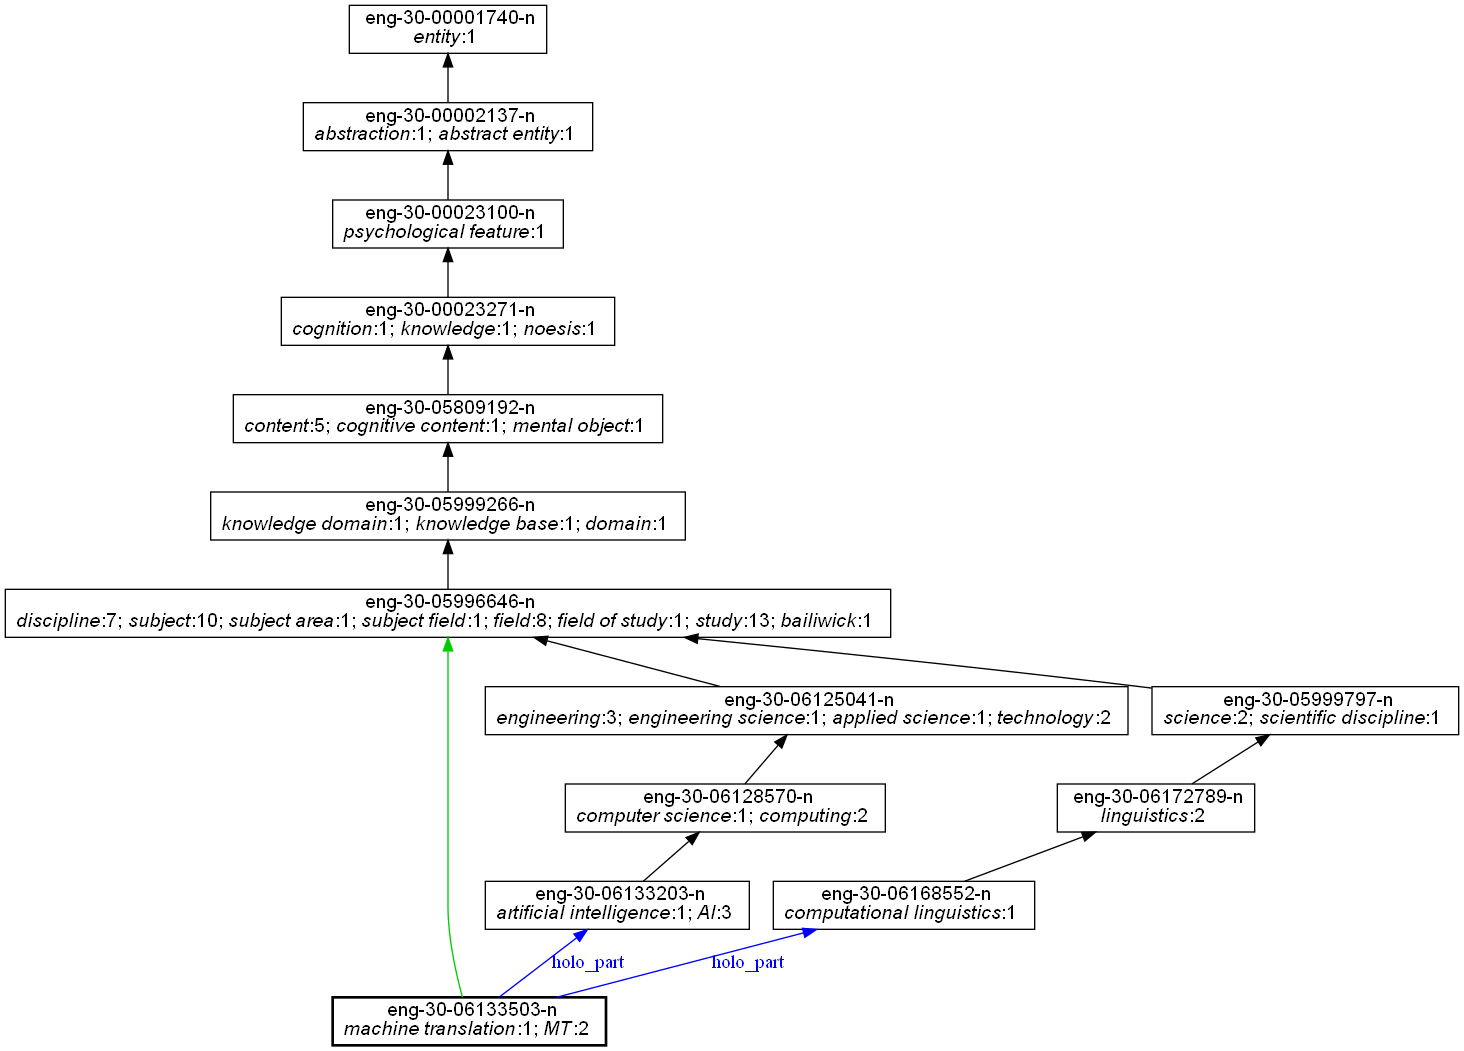 eng-30-00001740-n
entity:1
eng-30-00002137-n
abstraction:1; abstract entity:1
eng-30-00023100-n
psychological feature:1
eng-30-00023271-n
cognition:1; knowledge:1; noesis:1
eng-30-05809192-n
content:5; cognitive content:1; mental object:1
eng-30-05999266-n
knowledge domain:1; knowledge base:1; domain:1
eng-30-05996646-n
discipline:7; subject:10; subject area:1; subject field:1; field:8; field of study:1; study:13; bailiwick:1
eng-30-06125041-n
engineering:3; engineering science:1; applied science:1; technology:2
eng-30-05999797-n
science:2; scientific discipline:1
eng-30-06128570-n
computer science:1; computing:2
eng-30-06172789-n
linguistics:2
eng-30-06133203-n
artificial intelligence:1; AI:3
eng-30-06168552-n
computational linguistics:1
holo_part
holo_part
eng-30-06133503-n
machine translation:1; MT:2